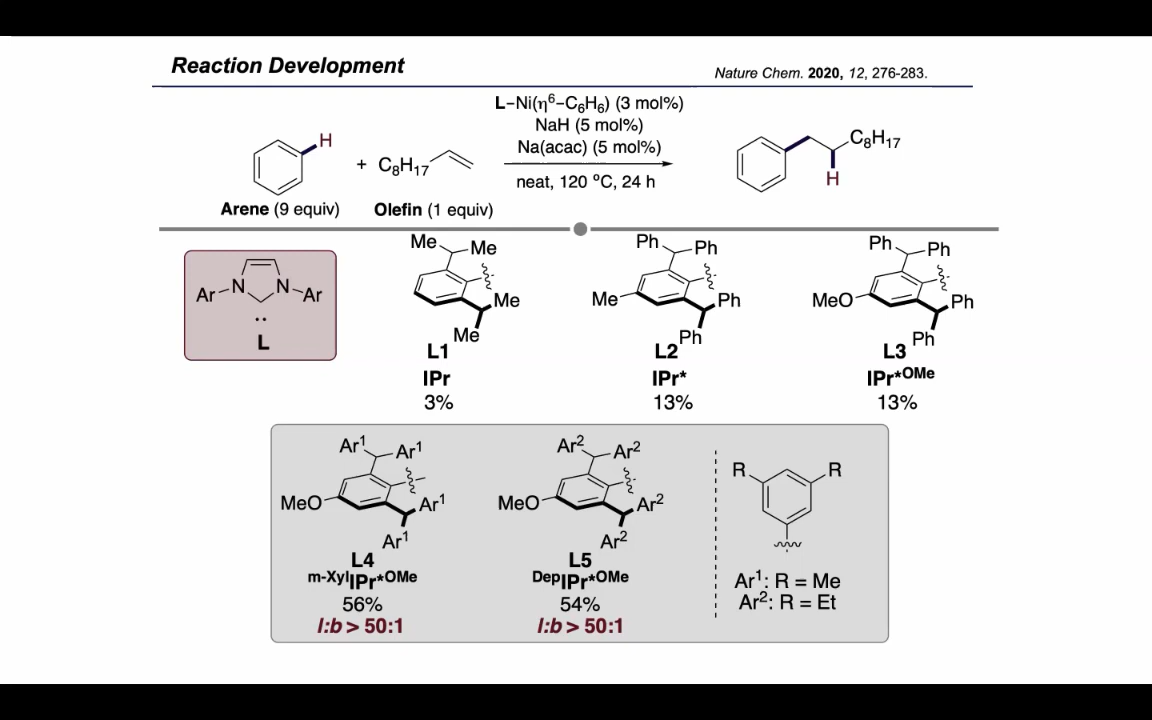 Reaction Development
Nature Chem. 2020, 12, 276-283.
L–Ni(η⁶–C₆H₆) (3 mol%)
NaH (5 mol%)
Na(acac) (5 mol%)
neat, 120 ºC, 24 h
H
+
C₈H₁₇
C₈H₁₇
H
Arene (9 equiv)
Olefin (1 equiv)
Ar N N Ar
..
L
Me Me
Me
Me
L1
IPr
3%
Ph Ph
Me Ph
Ph
L2
IPr*
13%
Ph Ph
MeO Ph
Ph
L3
IPr*OMe
13%
Ar¹ Ar¹
MeO Ar¹
Ar¹
L4
m-XylIPr*OMe
56%
l:b > 50:1
Ar² Ar²
MeO Ar²
Ar²
L5
DepIPr*OMe
54%
l:b > 50:1
R R
Ar¹: R = Me
Ar²: R = Et